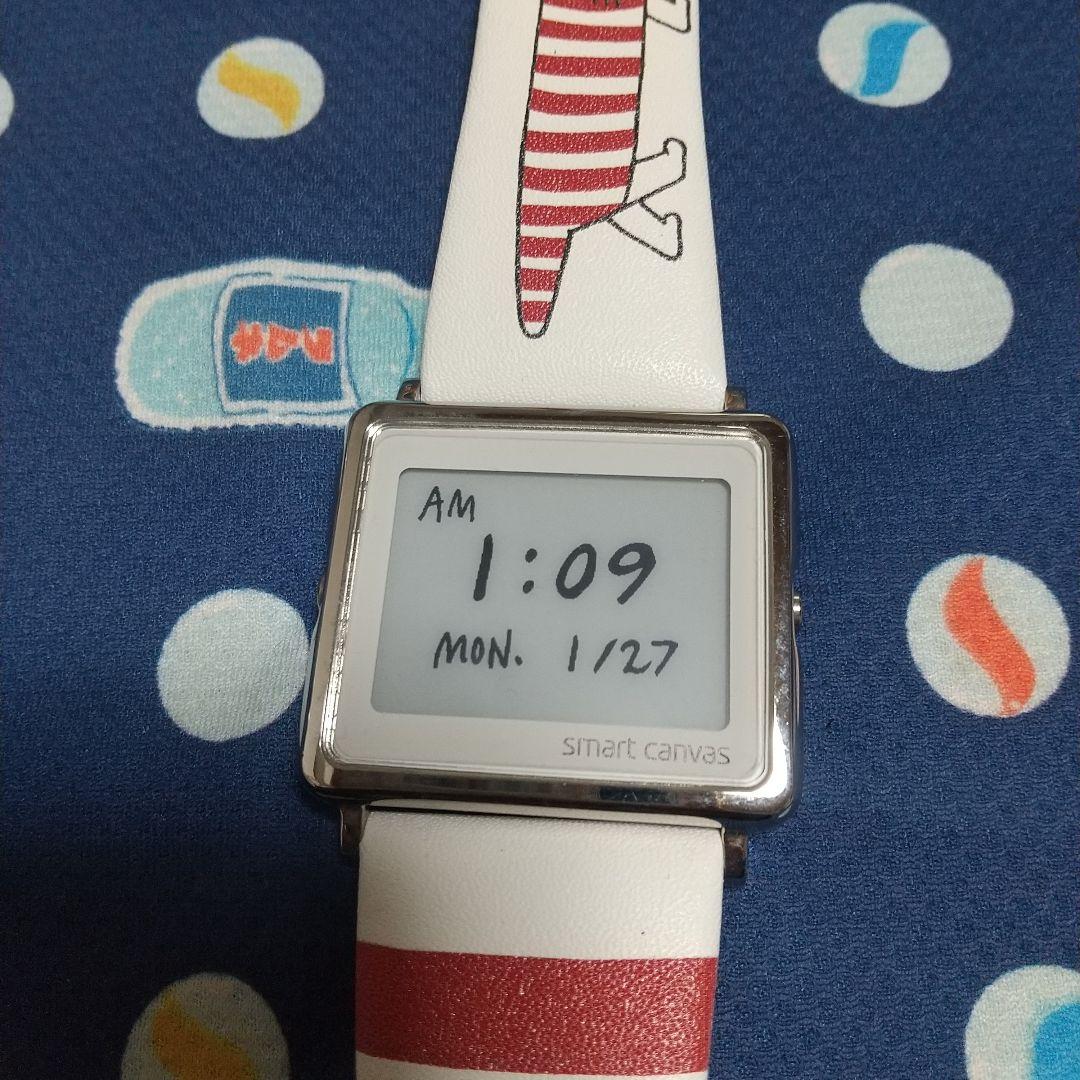 AM
1:09
MON. 1/27
smart canvas